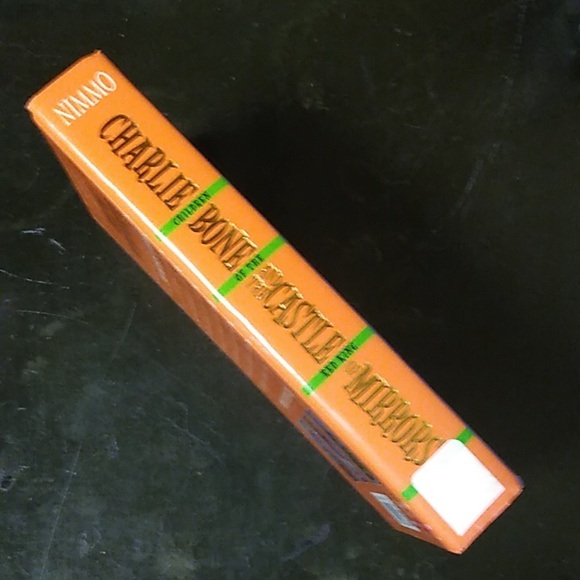 NIMMO
CHARLIE BONE AND THE CASTLE OF MIRRORS
CHILDREN
OF THE
RED KING